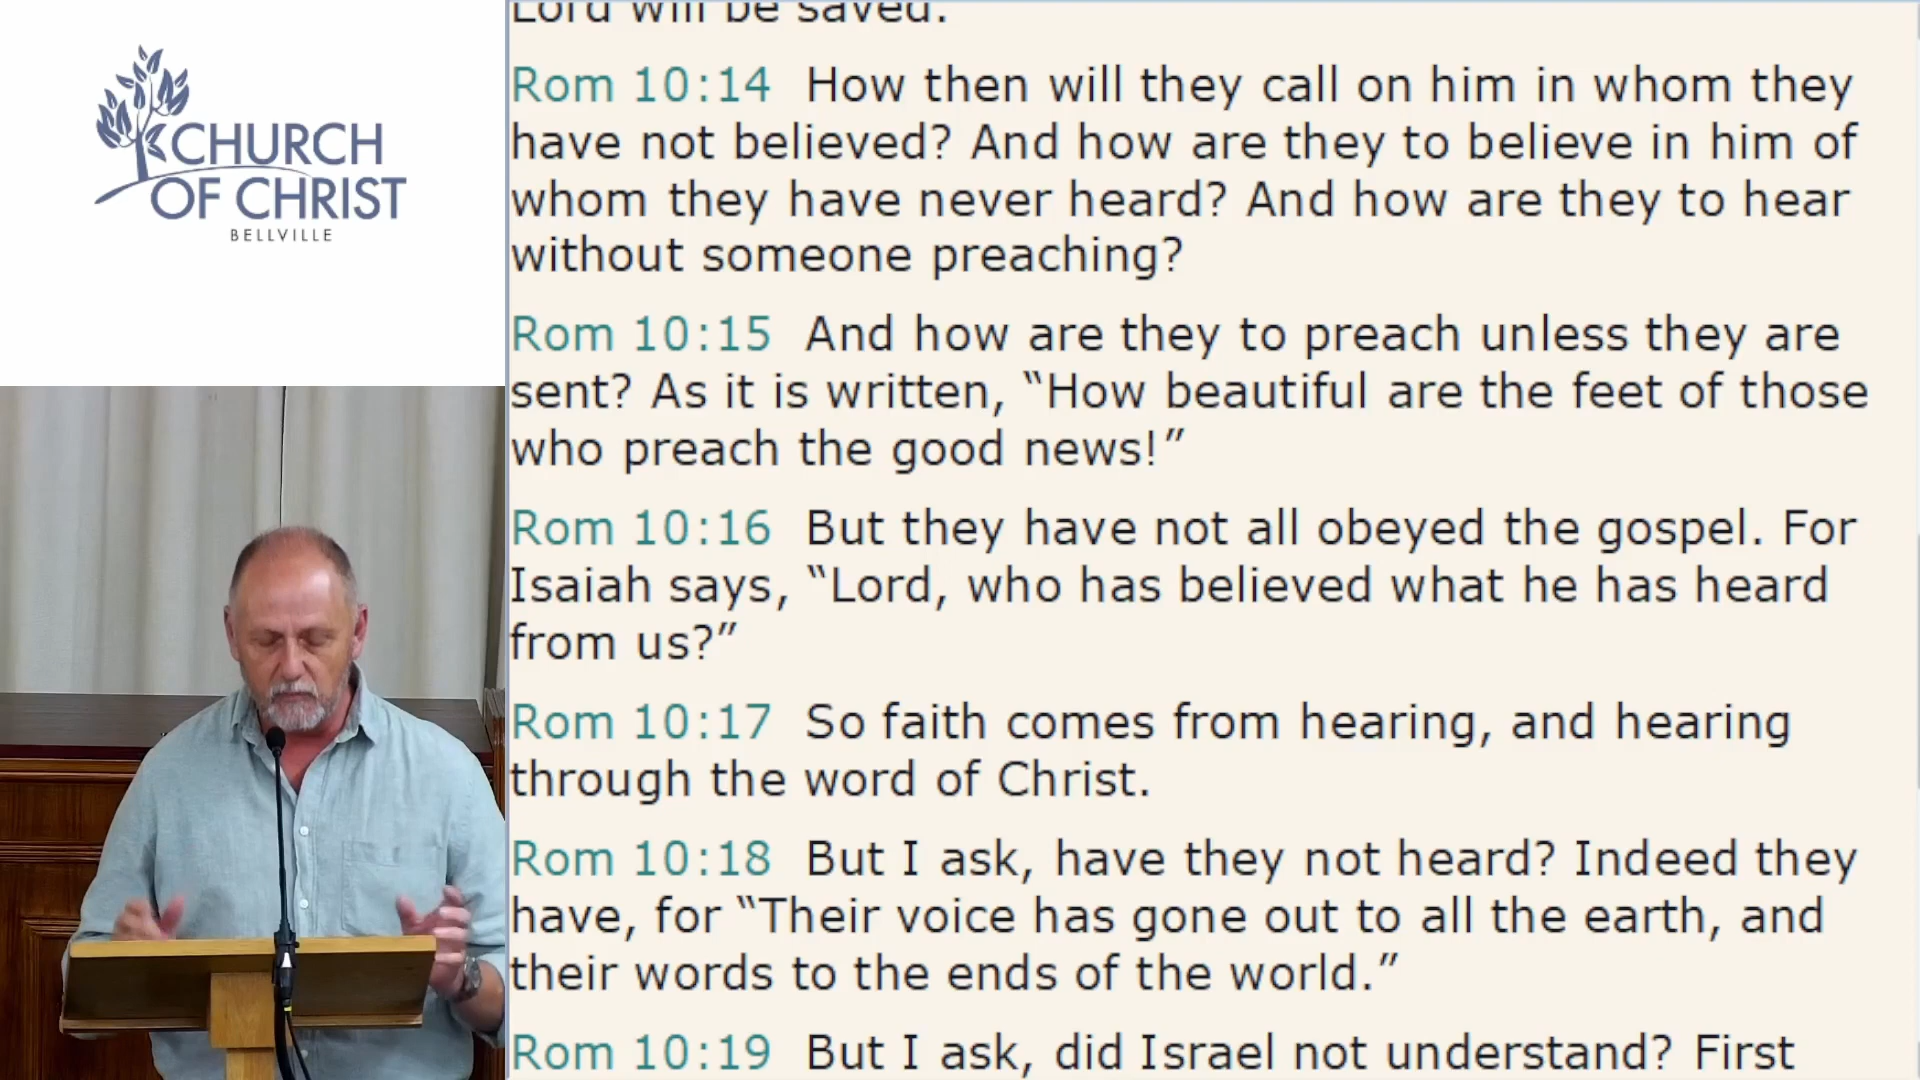 CHURCH
OF CHRIST
BELLVILLE
Lord will be saved.
Rom 10:14 How then will they call on him in whom they
have not believed? And how are they to believe in him of
whom they have never heard? And how are they to hear
without someone preaching?
Rom 10:15 And how are they to preach unless they are
sent? As it is written, “How beautiful are the feet of those
who preach the good news!”
Rom 10:16 But they have not all obeyed the gospel. For
Isaiah says, “Lord, who has believed what he has heard
from us?”
Rom 10:17 So faith comes from hearing, and hearing
through the word of Christ.
Rom 10:18 But I ask, have they not heard? Indeed they
have, for “Their voice has gone out to all the earth, and
their words to the ends of the world.”
Rom 10:19 But I ask, did Israel not understand? First